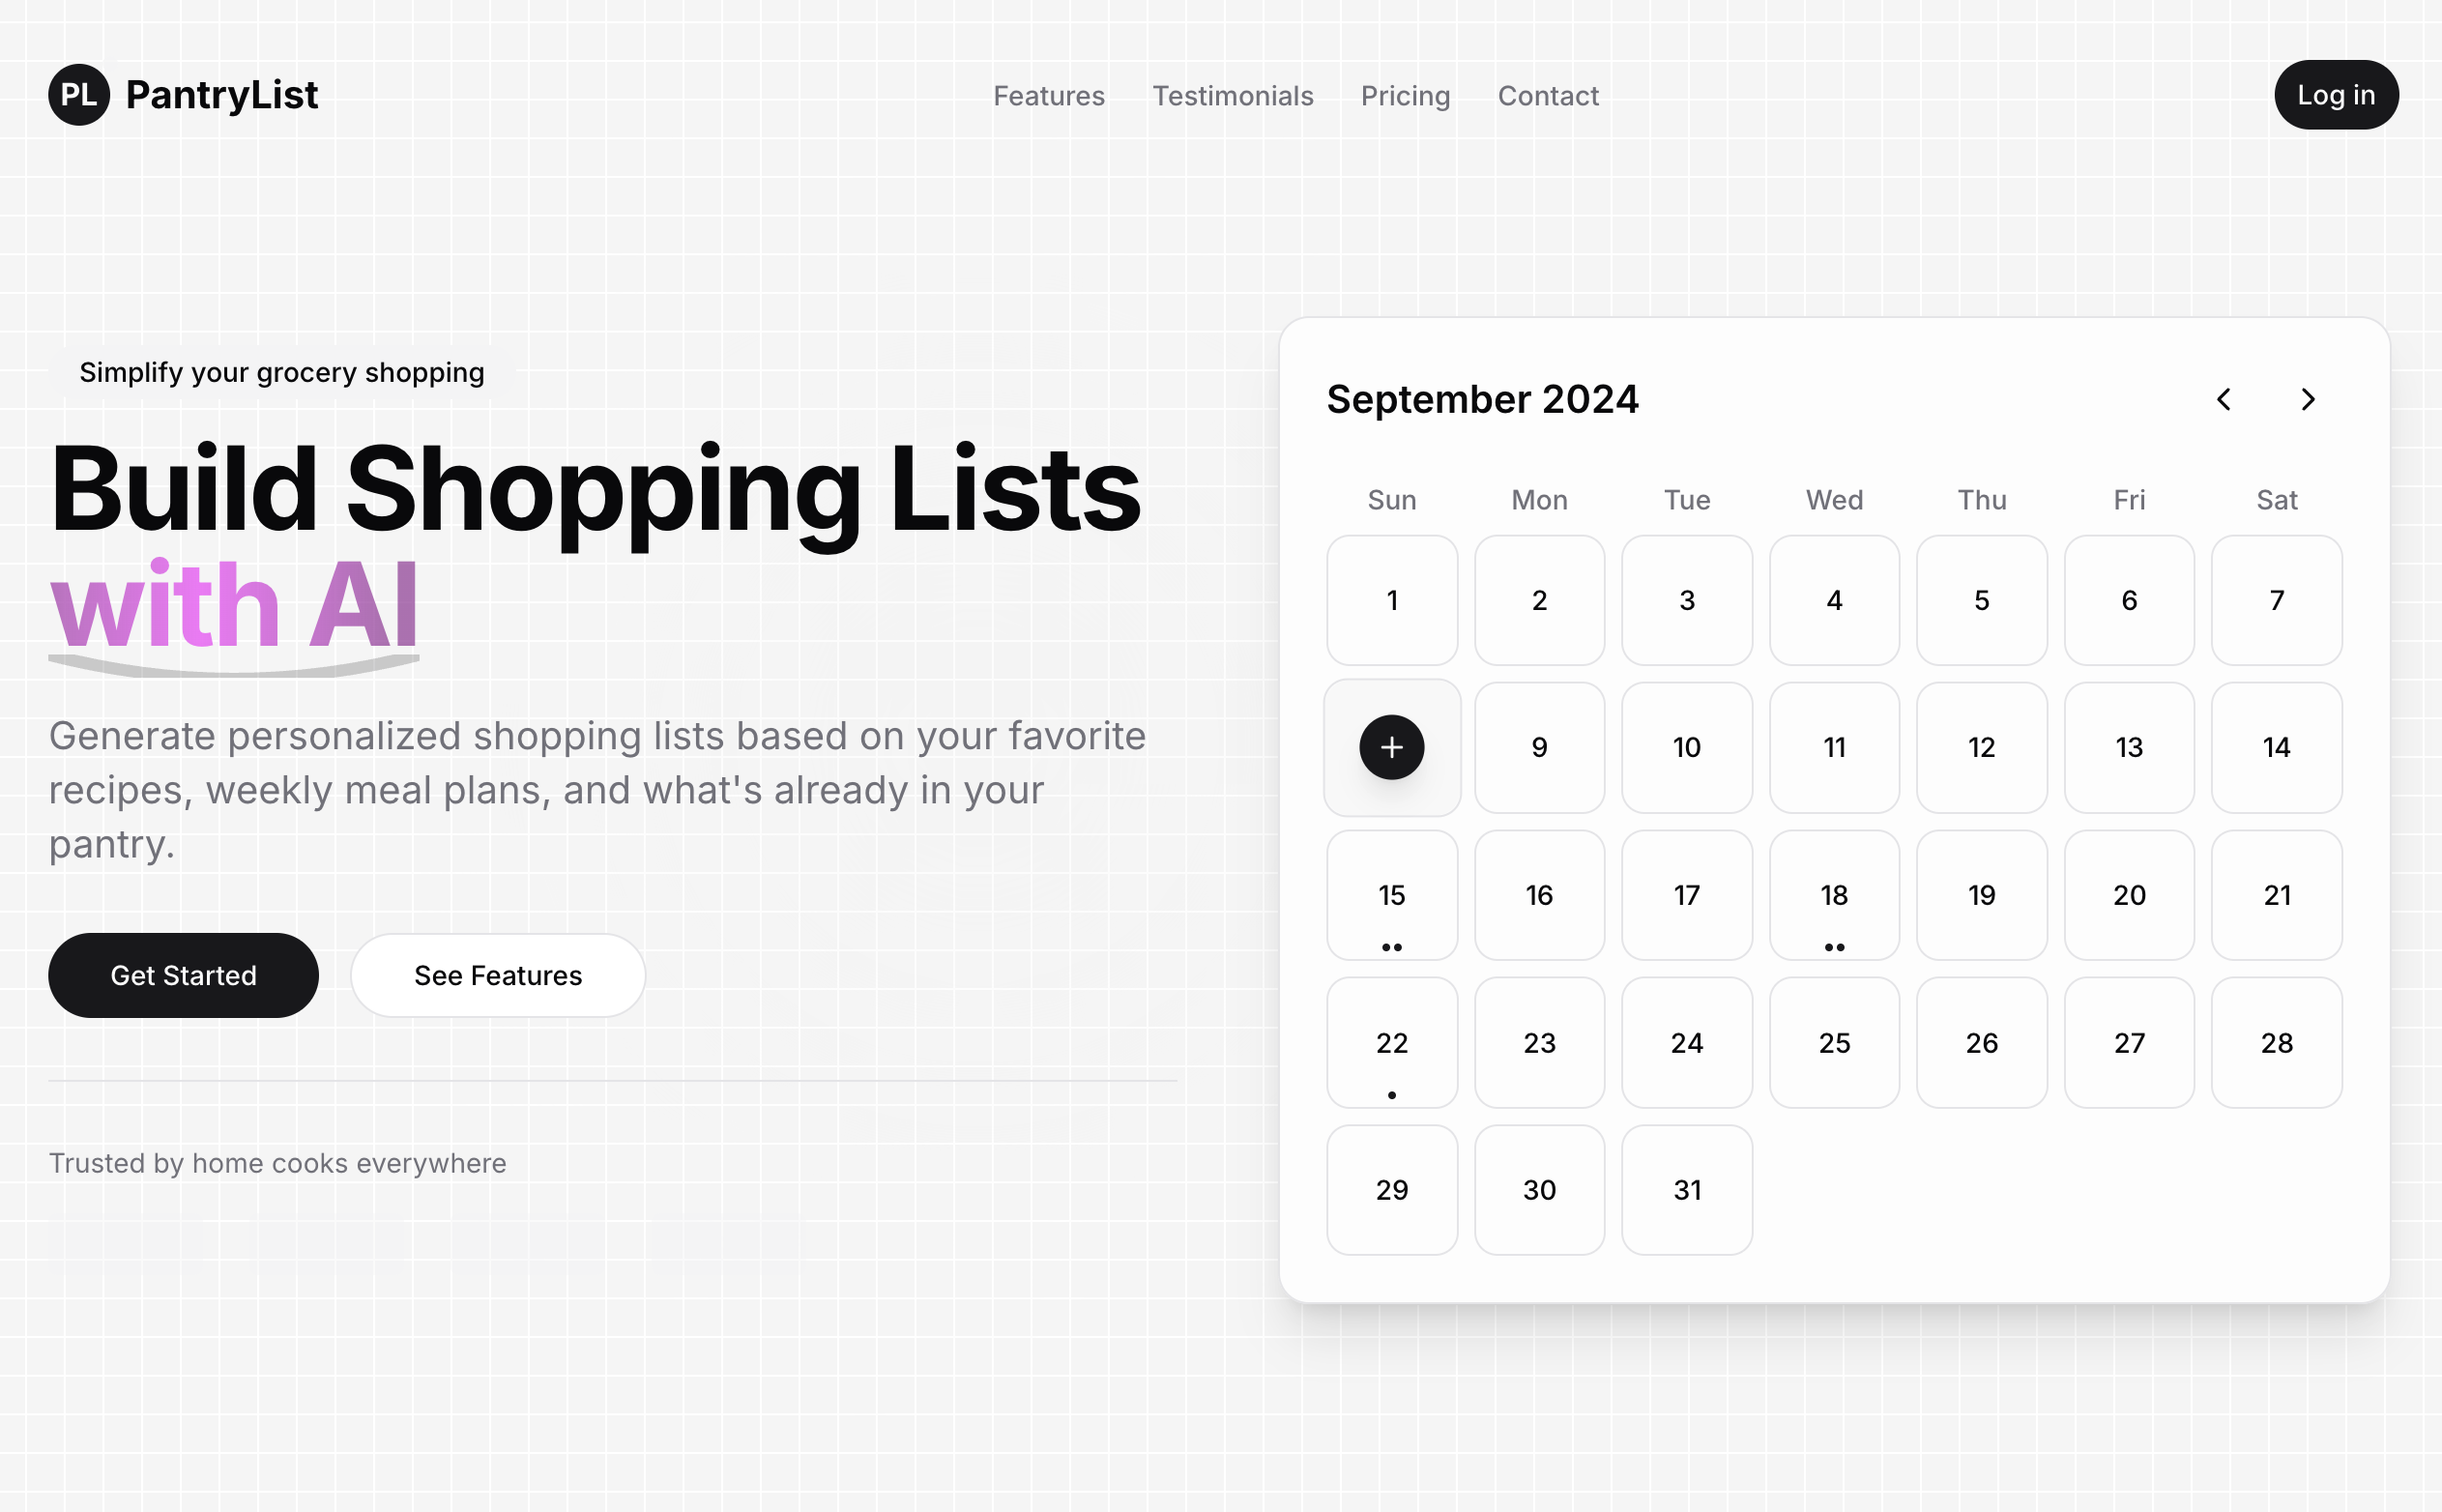 PL PantryList
Features Testimonials Pricing Contact
Log in
Simplify your grocery shopping
Build Shopping Lists
with AI
Generate personalized shopping lists based on your favorite
recipes, weekly meal plans, and what's already in your
pantry.
Get Started See Features
Trusted by home cooks everywhere
September 2024
Sun Mon Tue Wed Thu Fri Sat
1 2 3 4 5 6 7
9 10 11 12 13 14
15 16 17 18 19 20 21
22 23 24 25 26 27 28
29 30 31